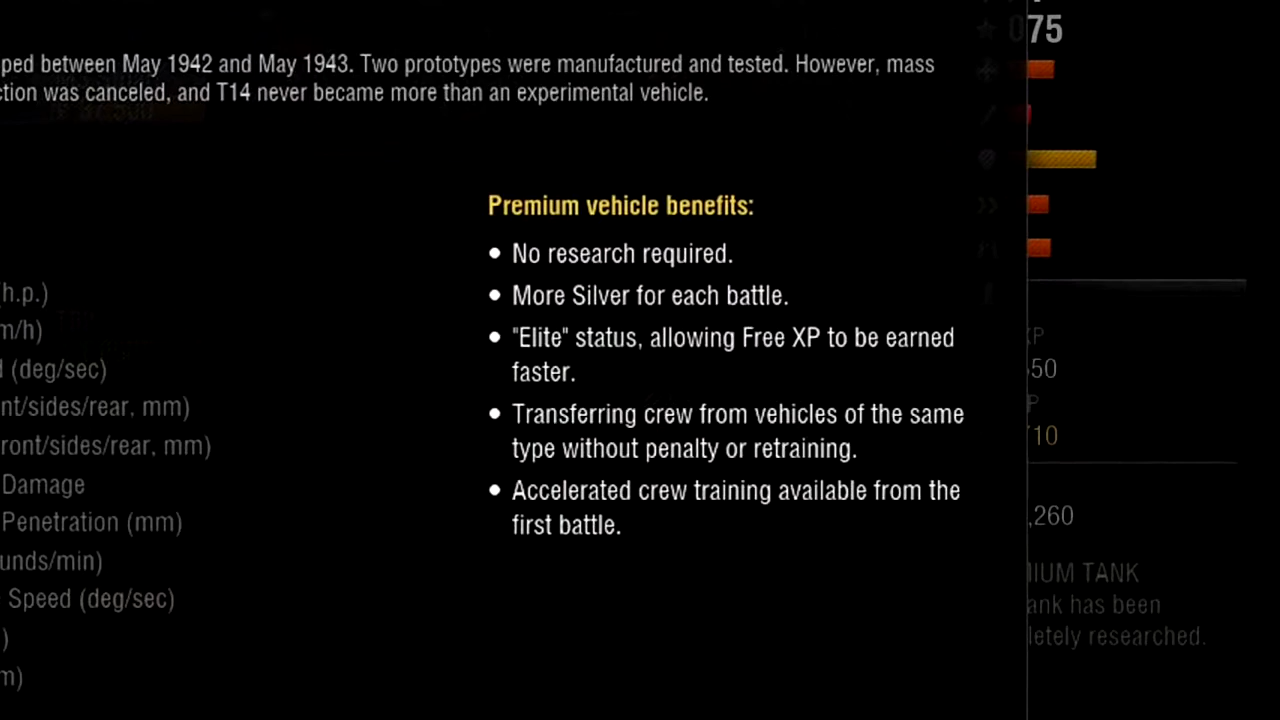 075
ped between May 1942 and May 1943. Two prototypes were manufactured and tested. However, mass
ction was canceled, and T14 never became more than an experimental vehicle.
Premium vehicle benefits:
• No research required.
• More Silver for each battle.
• "Elite" status, allowing Free XP to be earned
faster.
• Transferring crew from vehicles of the same
type without penalty or retraining.
• Accelerated crew training available from the
first battle.
(h.p.)
m/h)
(deg/sec)
nt/sides/rear, mm)
ront/sides/rear, mm)
Damage
Penetration (mm)
unds/min)
Speed (deg/sec)
)
m)
XP
50
P
710
,260
MIUM TANK
ank has been
letely researched.